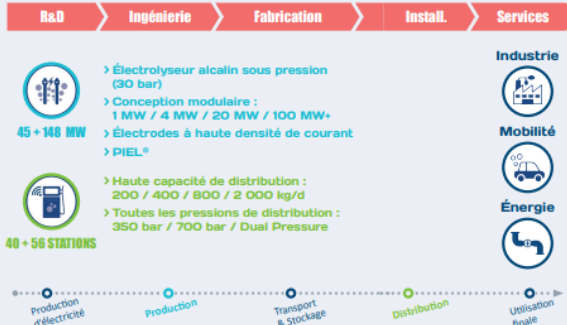 R&D
Ingénierie
Fabrication
Install.
Services
45 + 148 MW
> Électrolyseur alcalin sous pression
(30 bar)
> Conception modulaire :
1 MW / 4 MW / 20 MW / 100 MW+
> Électrodes à haute densité de courant
> PIEL®
40 + 56 STATIONS
> Haute capacité de distribution :
200 / 400 / 800 / 2 000 kg/d
> Toutes les pressions de distribution :
350 bar / 700 bar / Dual Pressure
Industrie
Mobilité
Énergie
Production
d'électricité
Production
Transport
& Stockage
Distribution
Utilisation
finale